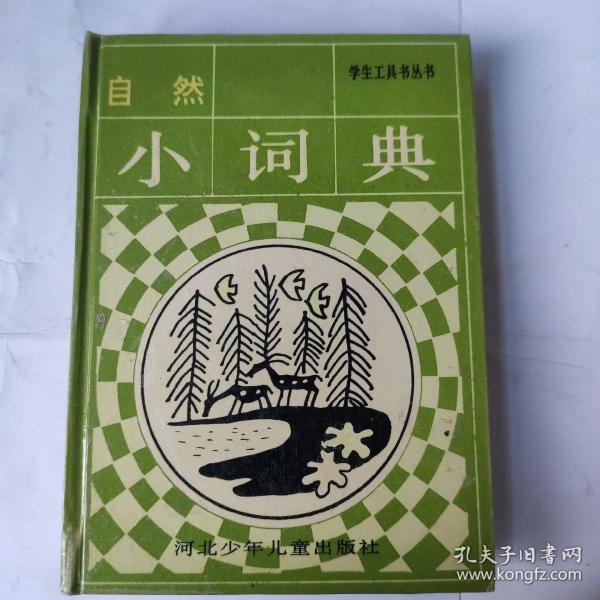 学生工具书丛书
自然
小词典
河北少年儿童出版社
孔夫子旧书网
www.kongfz.com